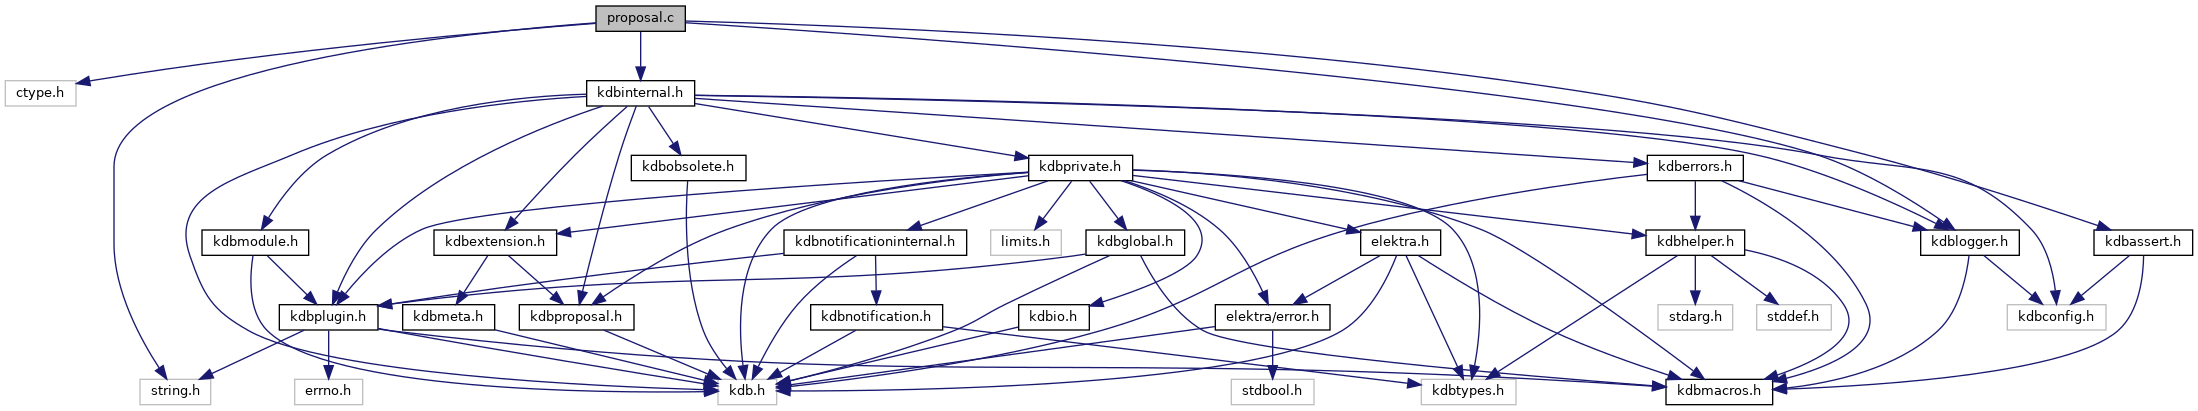 proposal.c
ctype.h
kdbinternal.h
kdbobsolete.h
kdbprivate.h
kdberrors.h
kdbmodule.h
kdbextension.h
kdbnotificationinternal.h
limits.h
kdbglobal.h
elektra.h
kdbhelper.h
kdblogger.h
kdbassert.h
kdbplugin.h
kdbmeta.h
kdbproposal.h
kdbnotification.h
kdbio.h
elektra/error.h
stdarg.h
stddef.h
kdbconfig.h
string.h
errno.h
kdb.h
stdbool.h
kdbtypes.h
kdbmacros.h